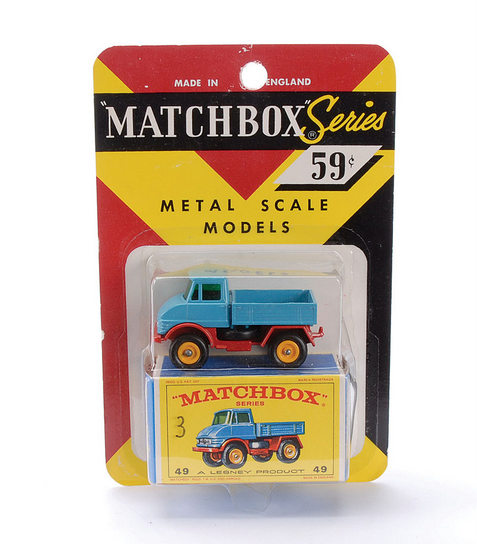 MADE IN ENGLAND
"MATCHBOX" Series ®
59¢
METAL SCALE
MODELS
"MATCHBOX"
SERIES
3
49 A LESNEY PRODUCT 49